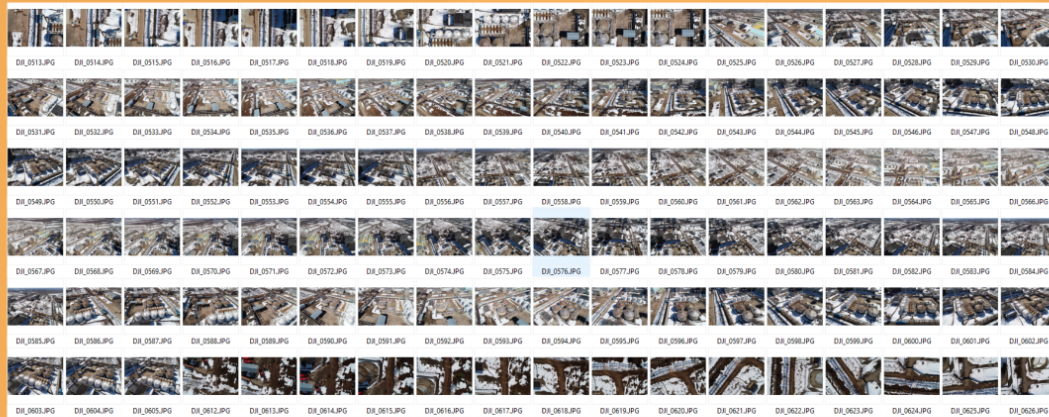 DJI_0513.JPG DJI_0514.JPG DJI_0515.JPG DJI_0516.JPG DJI_0517.JPG DJI_0518.JPG DJI_0519.JPG DJI_0520.JPG DJI_0521.JPG DJI_0522.JPG DJI_0523.JPG DJI_0524.JPG DJI_0525.JPG DJI_0526.JPG DJI_0527.JPG DJI_0528.JPG DJI_0529.JPG DJI_0530.JPG
DJI_0531.JPG DJI_0532.JPG DJI_0533.JPG DJI_0534.JPG DJI_0535.JPG DJI_0536.JPG DJI_0537.JPG DJI_0538.JPG DJI_0539.JPG DJI_0540.JPG DJI_0541.JPG DJI_0542.JPG DJI_0543.JPG DJI_0544.JPG DJI_0545.JPG DJI_0546.JPG DJI_0547.JPG DJI_0548.JPG
DJI_0549.JPG DJI_0550.JPG DJI_0551.JPG DJI_0552.JPG DJI_0553.JPG DJI_0554.JPG DJI_0555.JPG DJI_0556.JPG DJI_0557.JPG DJI_0558.JPG DJI_0559.JPG DJI_0560.JPG DJI_0561.JPG DJI_0562.JPG DJI_0563.JPG DJI_0564.JPG DJI_0565.JPG DJI_0566.JPG
DJI_0567.JPG DJI_0568.JPG DJI_0569.JPG DJI_0570.JPG DJI_0571.JPG DJI_0572.JPG DJI_0573.JPG DJI_0574.JPG DJI_0575.JPG DJI_0576.JPG DJI_0577.JPG DJI_0578.JPG DJI_0579.JPG DJI_0580.JPG DJI_0581.JPG DJI_0582.JPG DJI_0583.JPG DJI_0584.JPG
DJI_0585.JPG DJI_0586.JPG DJI_0587.JPG DJI_0588.JPG DJI_0589.JPG DJI_0590.JPG DJI_0591.JPG DJI_0592.JPG DJI_0593.JPG DJI_0594.JPG DJI_0595.JPG DJI_0596.JPG DJI_0597.JPG DJI_0598.JPG DJI_0599.JPG DJI_0600.JPG DJI_0601.JPG DJI_0602.JPG
DJI_0603.JPG DJI_0604.JPG DJI_0605.JPG DJI_0612.JPG DJI_0613.JPG DJI_0614.JPG DJI_0615.JPG DJI_0616.JPG DJI_0617.JPG DJI_0618.JPG DJI_0619.JPG DJI_0620.JPG DJI_0621.JPG DJI_0622.JPG DJI_0623.JPG DJI_0624.JPG DJI_0625.JPG DJI_0626.JPG